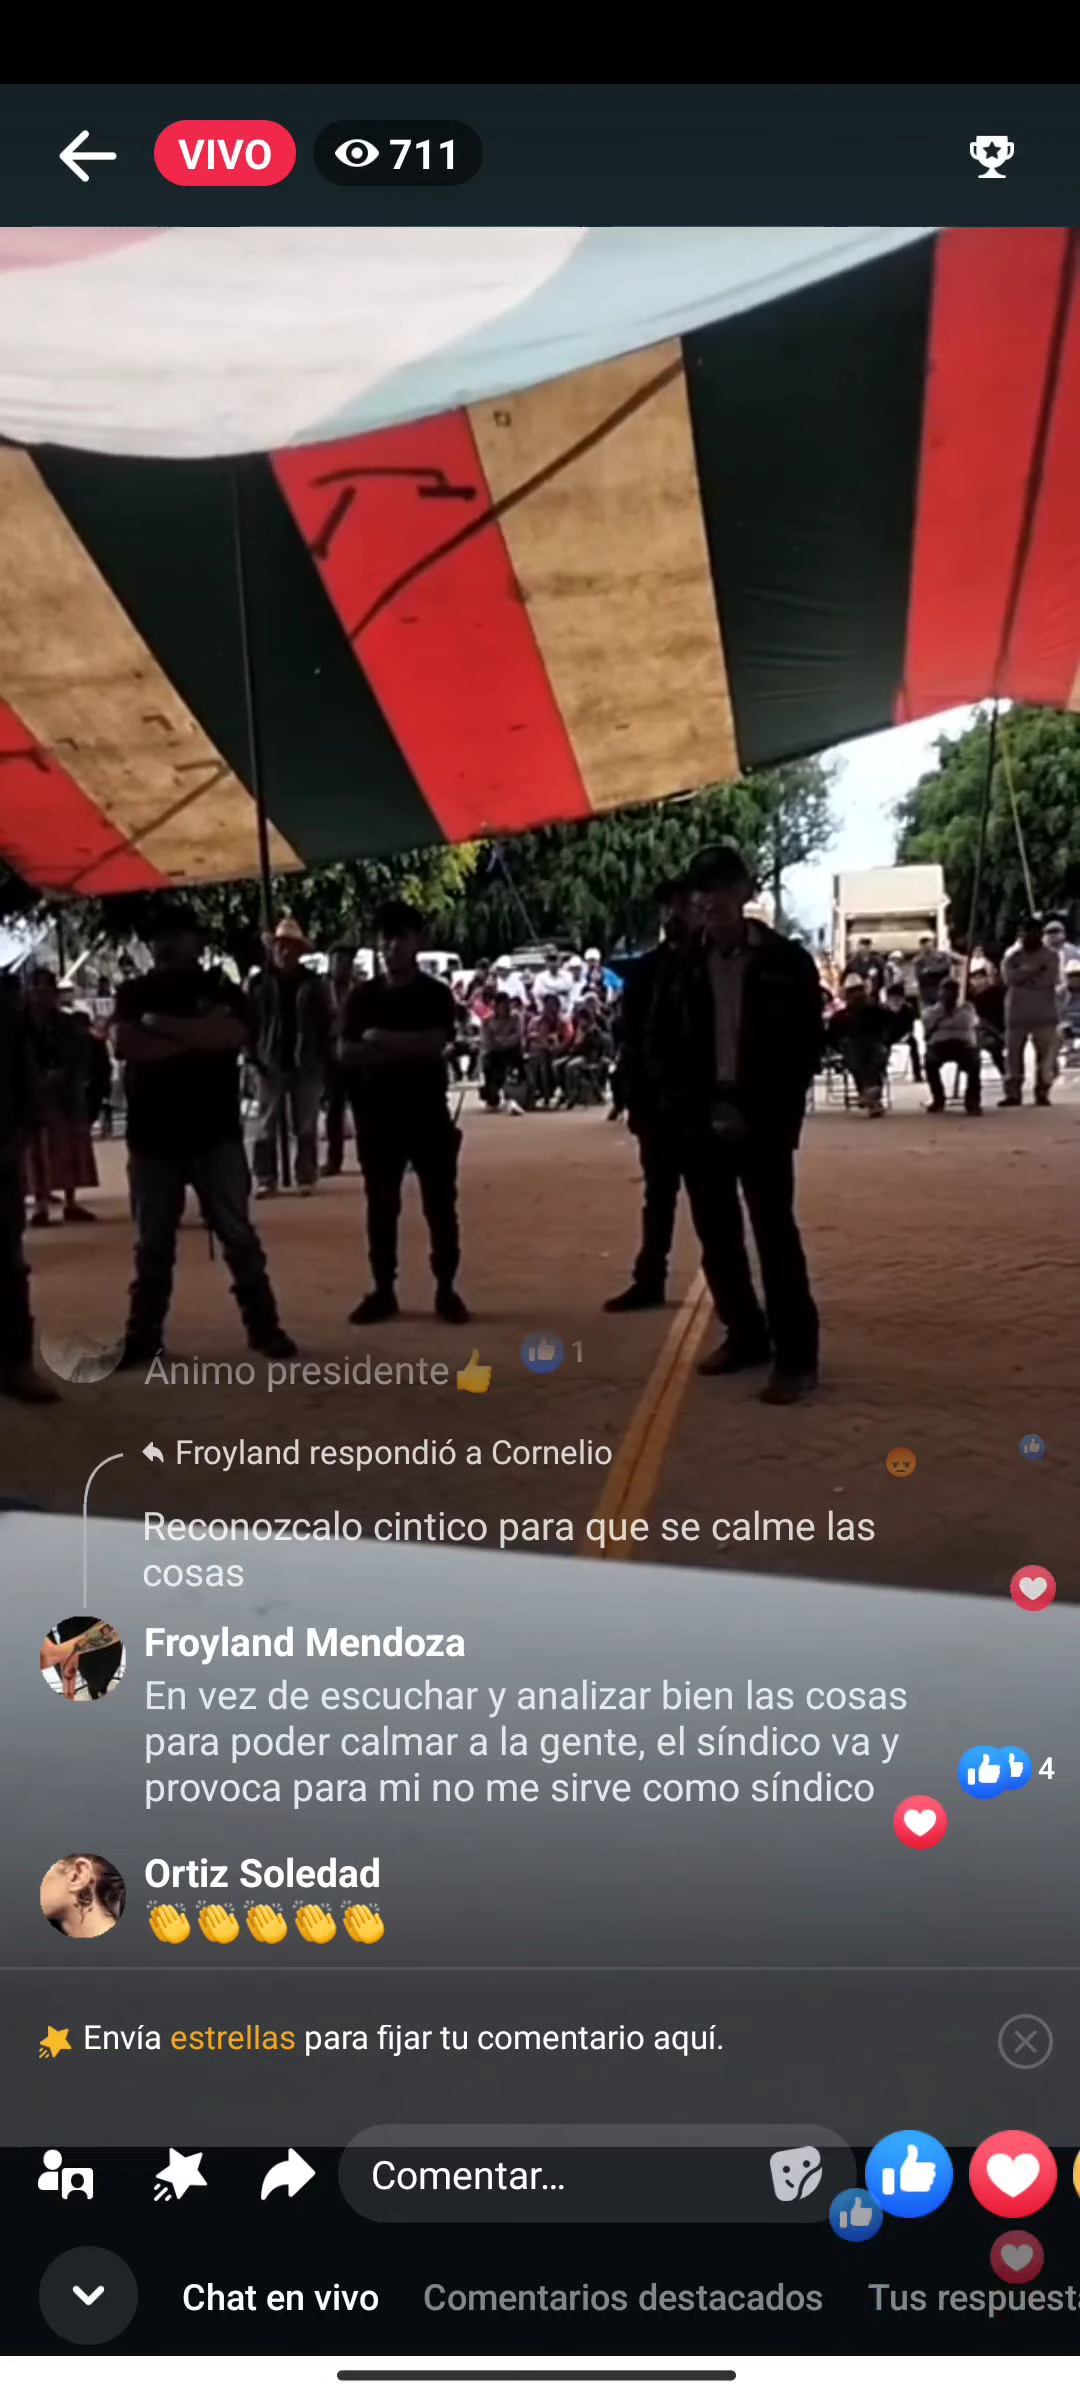 VIVO 711
Ánimo presidente👍 1
Froyland respondió a Cornelio
Reconozcalo cintico para que se calme las
cosas
Froyland Mendoza
En vez de escuchar y analizar bien las cosas
para poder calmar a la gente, el síndico va y
provoca para mi no me sirve como síndico
4
Ortiz Soledad
👏👏👏👏👏
Envía estrellas para fijar tu comentario aquí.
Comentar...
Chat en vivo Comentarios destacados Tus respuest